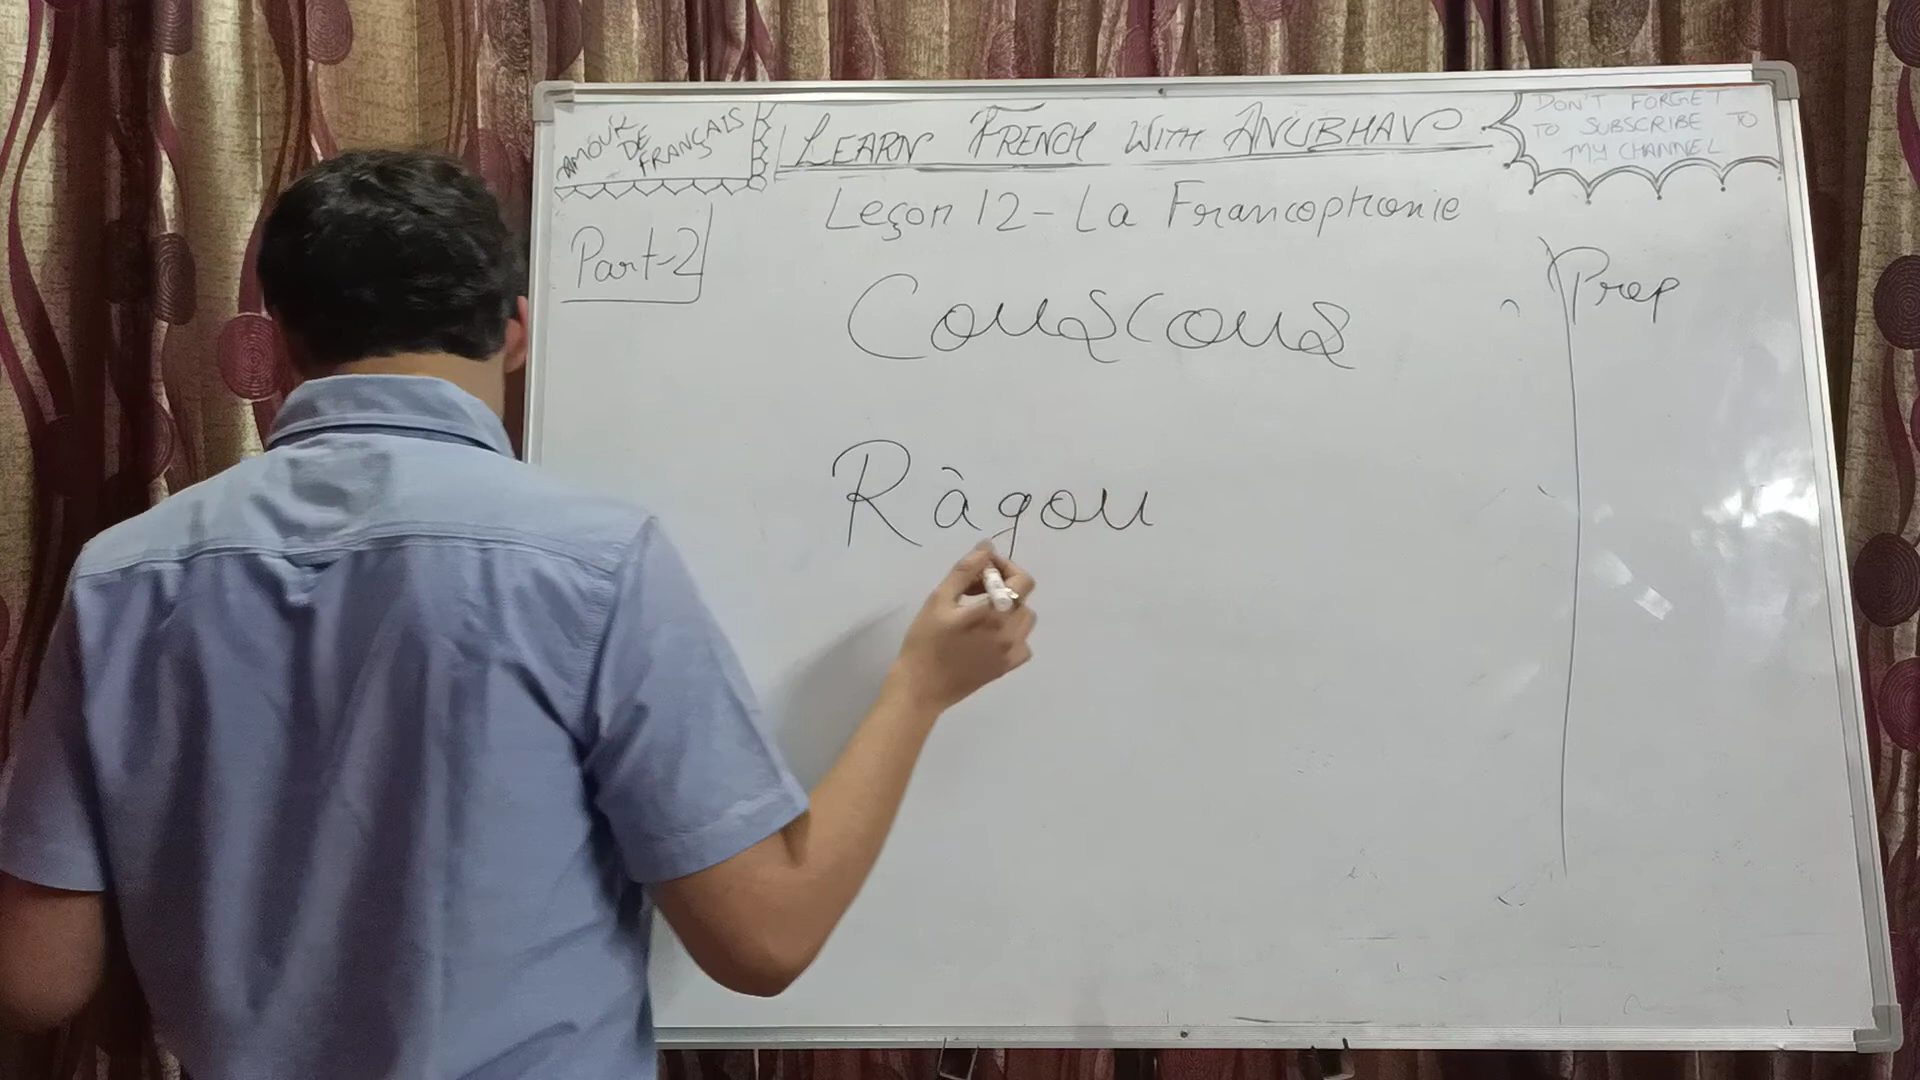 AMOUR
DE
FRANÇAIS
LEARN FRENCH WITH ANUBHAV
DON'T FORGET
TO SUBSCRIBE TO
MY CHANNEL
Part-2
Leçon 12 - La Francophonie
Prep
Couscous
Ràgou